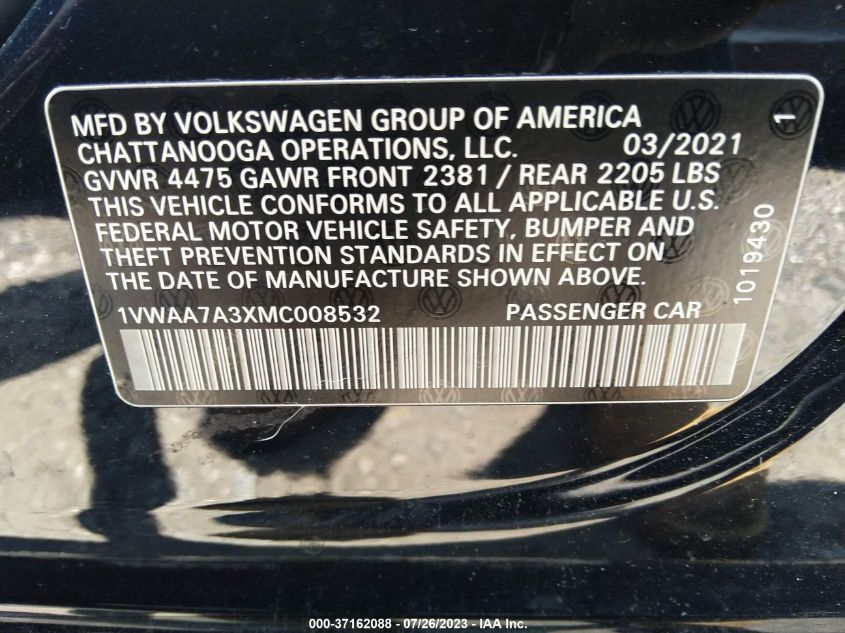 MFD BY VOLKSWAGEN GROUP OF AMERICA
CHATTANOOGA OPERATIONS, LLC. 03/2021
GVWR 4475 GAWR FRONT 2381 / REAR 2205 LBS
THIS VEHICLE CONFORMS TO ALL APPLICABLE U.S.
FEDERAL MOTOR VEHICLE SAFETY, BUMPER AND
THEFT PREVENTION STANDARDS IN EFFECT ON
THE DATE OF MANUFACTURE SHOWN ABOVE.
1VWAA7A3XMC008532 PASSENGER CAR
1019430
1
000-37162088 - 07/26/2023 - IAA Inc.